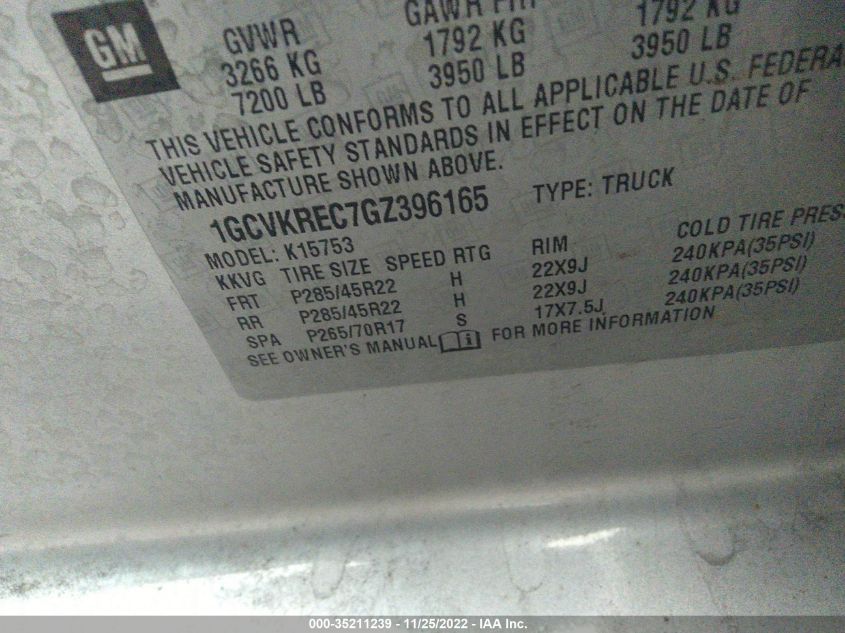 GM
GVWR GAWR FRT
3266 KG 1792 KG 1792 KG
7200 LB 3950 LB 3950 LB
THIS VEHICLE CONFORMS TO ALL APPLICABLE U.S. FEDERA
VEHICLE SAFETY STANDARDS IN EFFECT ON THE DATE OF
MANUFACTURE SHOWN ABOVE.
1GCVKREC7GZ396165 TYPE: TRUCK
MODEL: K15753
KKVG TIRE SIZE SPEED RTG RIM COLD TIRE PRES
FRT P285/45R22 H 22X9J 240KPA(35PSI)
RR P285/45R22 H 22X9J 240KPA(35PSI)
SPA P265/70R17 S 17X7.5J 240KPA(35PSI)
SEE OWNER'S MANUAL FOR MORE INFORMATION
000-35211239 - 11/25/2022 - IAA Inc.